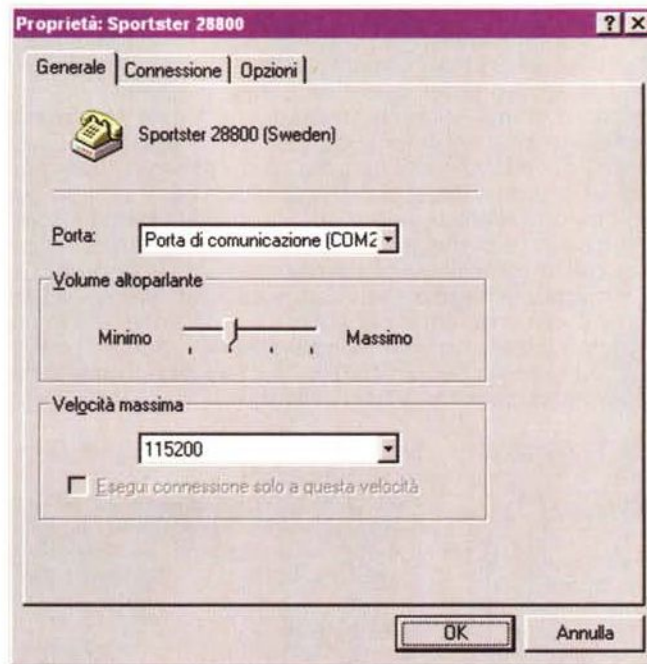 Proprietà: Sportster 28800
Generale Connessione Opzioni
Sportster 28800 (Sweden)
Porta: Porta di comunicazione (COM2
Volume altoparlante
Minimo Massimo
Velocità massima
115200
Esegui connessione solo a questa velocità
OK Annulla